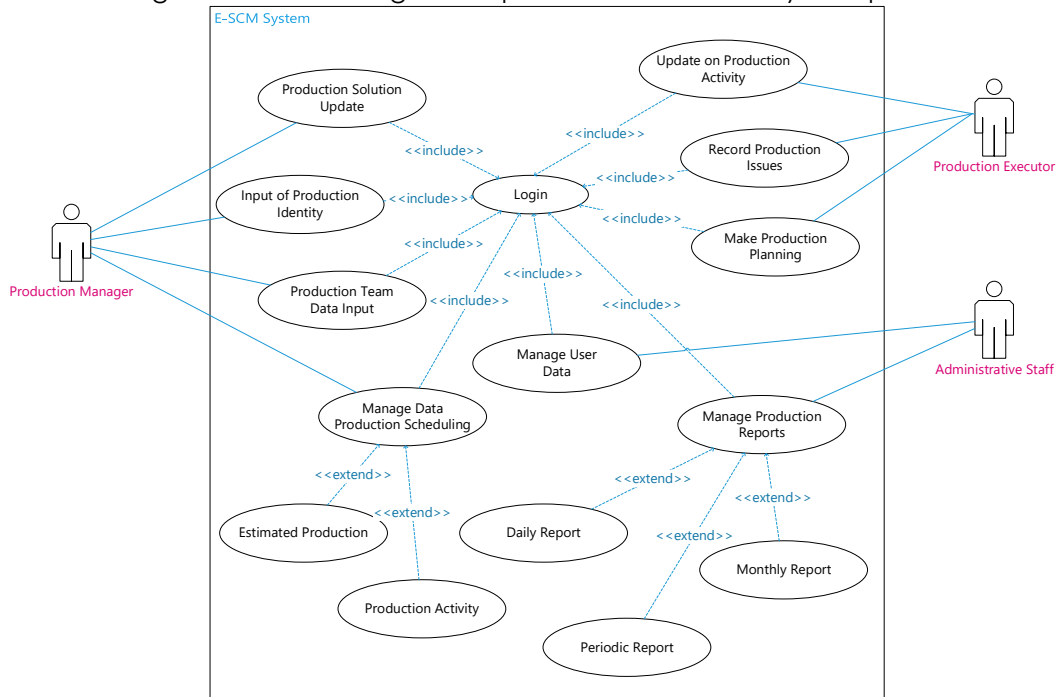 E-SCM System
Production Solution
Update
Update on Production
Activity
<<include>>
<<include>>
Record Production
Issues
Production Executor
Input of Production
Identity
<<include>>
Login
<<include>>
<<include>>
Make Production
Planning
<<include>>
Production Manager
Production Team
Data Input
<<include>>
<<include>>
<<include>>
Manage User
Data
Administrative Staff
Manage Data
Production Scheduling
Manage Production
Reports
<<extend>>
<<extend>>
<<extend>>
<<extend>>
<<extend>>
Estimated Production
Daily Report
Monthly Report
Production Activity
Periodic Report